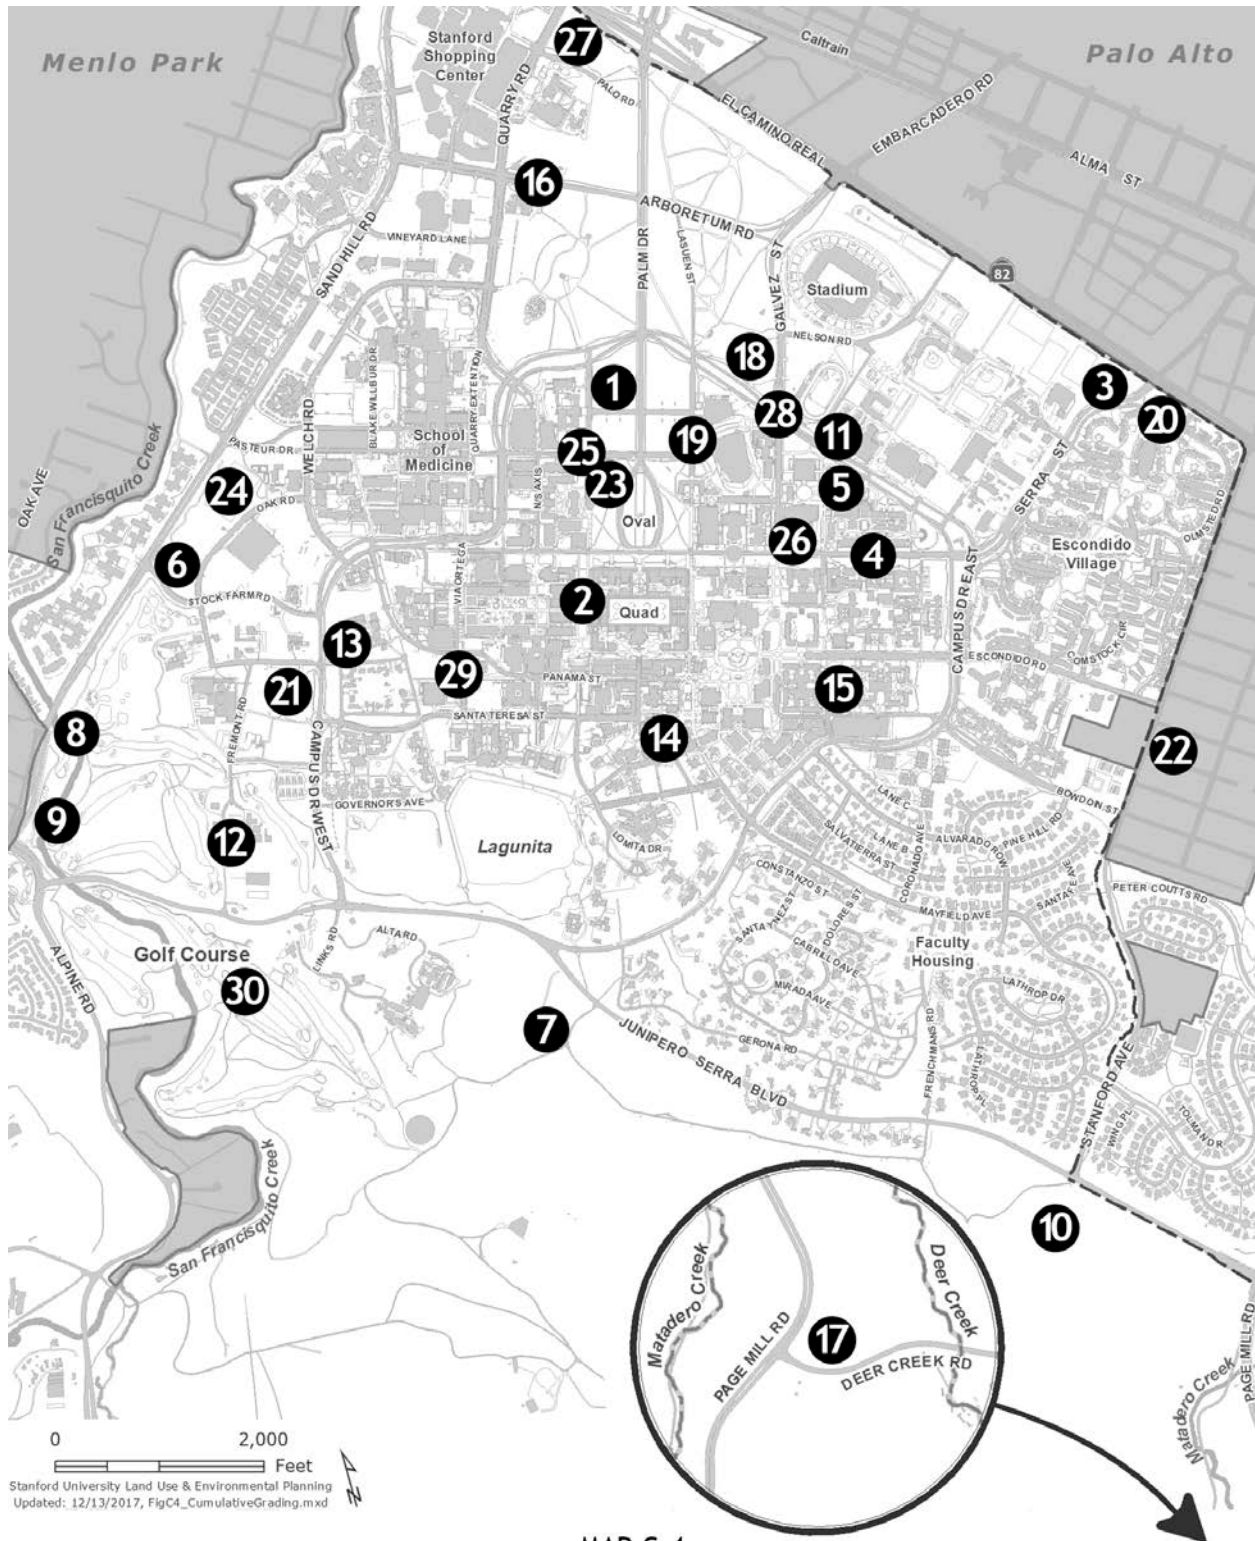 Menlo Park
Stanford
Shopping
Center
27
Caltrain
Palo Alto
QUARRY RD
PALO RD
EL CAMINO REAL
EMBARCADERO RD
ALMA ST
16
ARBORETUM RD
SAND HILL RD
VINEYARD LANE
PALM DR
LASUEN ST
GALVEZ ST
Stadium
82
NELSON RD
18
1
3
BLAKE WILBUR DR
QUARRY EXTENTION
28
20
11
WELCH RD
PASTEUR DR
School
of
Medicine
25
19
SERRA ST
San Francisquito Creek
OAK AVE
24
OAK RD
N/S AXIS
23
5
OLMSTED RD
Oval
26
4
Escondido
Village
6
VIA ORTEGA
STOCK FARM RD
2
Quad
CAMPUS DR EAST
COMSTOCK CIR
13
ESCONDIDO RD
29
PANAMA ST
15
21
FREMONT RD
SANTA TERESA ST
CAMPUS DR WEST
8
14
22
BOWDON ST
GOVERNOR'S AVE
LANE C
9
12
Lagunita
LOMITA DR
LANE B
SALVATIERRA ST
CORONADO AVE
ALVARADO ROW
PINE HILL RD
CONSTANZO ST
SANTA FE AVE
PETER COUTTS RD
SANTA YNEZ ST
DOLORES ST
MAYFIELD AVE
ALPINE RD
Golf Course
LINKS RD
ALTA RD
CABRILLO AVE
Faculty
Housing
30
MIRADA AVE
LATHROP DR
7
JUNIPERO SERRA BLVD
GERONA RD
FRENCHMANS RD
LATHROP PL
STANFORD AVE
WING PL
TOLMAN DR
San Francisquito Creek
10
Matadero Creek
Deer Creek
17
PAGE MILL RD
DEER CREEK RD
PAGE MILL RD
Matadero Creek
0 2,000
Feet
N
Stanford University Land Use & Environmental Planning
Updated: 12/13/2017, FigC4_CumulativeGrading.mxd